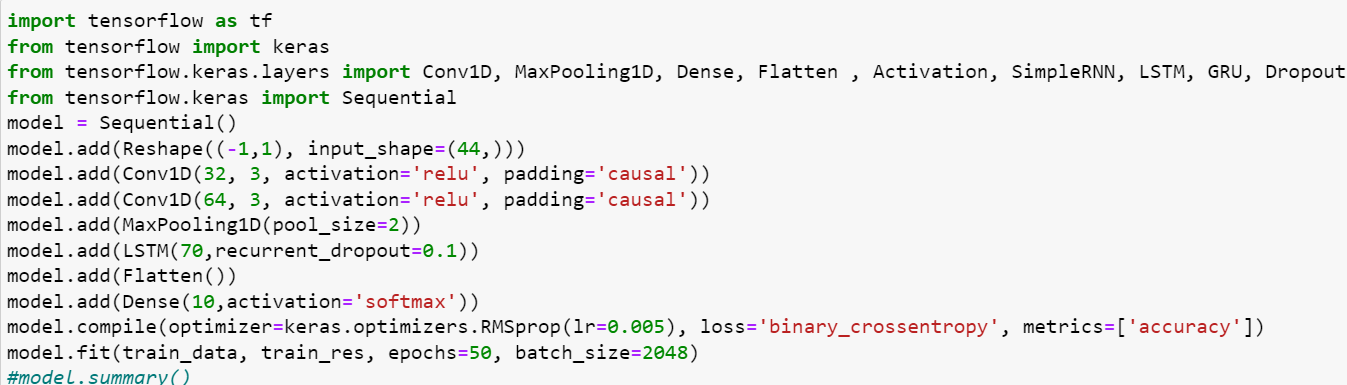 import tensorflow as tf
from tensorflow import keras
from tensorflow.keras.layers import Conv1D, MaxPooling1D, Dense, Flatten , Activation, SimpleRNN, LSTM, GRU, Dropout
from tensorflow.keras import Sequential
model = Sequential()
model.add(Reshape((-1,1), input_shape=(44,)))
model.add(Conv1D(32, 3, activation='relu', padding='causal'))
model.add(Conv1D(64, 3, activation='relu', padding='causal'))
model.add(MaxPooling1D(pool_size=2))
model.add(LSTM(70,recurrent_dropout=0.1))
model.add(Flatten())
model.add(Dense(10,activation='softmax'))
model.compile(optimizer=keras.optimizers.RMSprop(lr=0.005), loss='binary_crossentropy', metrics=['accuracy'])
model.fit(train_data, train_res, epochs=50, batch_size=2048)
#model.summary()